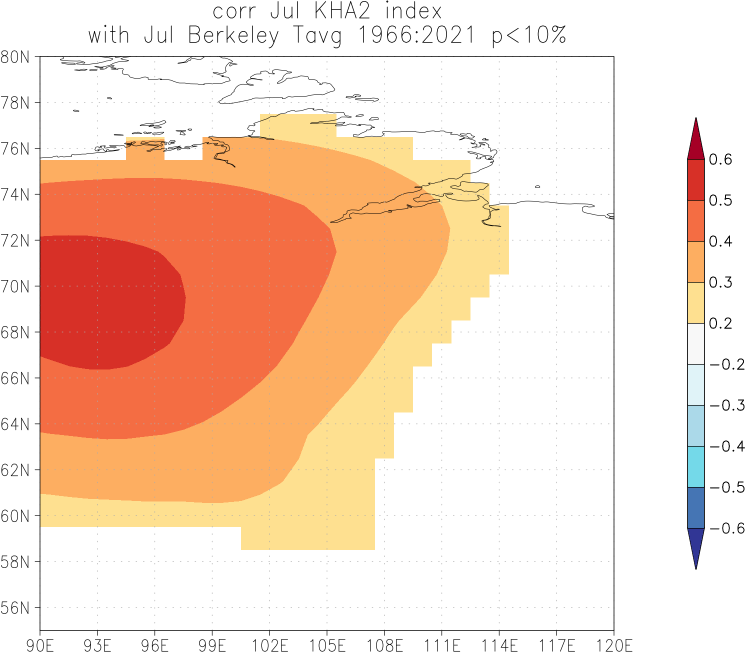 corr Jul KHA2 index
with Jul Berkeley Tavg 1966:2021 p<10%
80N
78N
76N
74N
72N
70N
68N
66N
64N
62N
60N
58N
56N
90E 93E 96E 99E 102E 105E 108E 111E 114E 117E 120E
0.6
0.5
0.4
0.3
0.2
−0.2
−0.3
−0.4
−0.5
−0.6